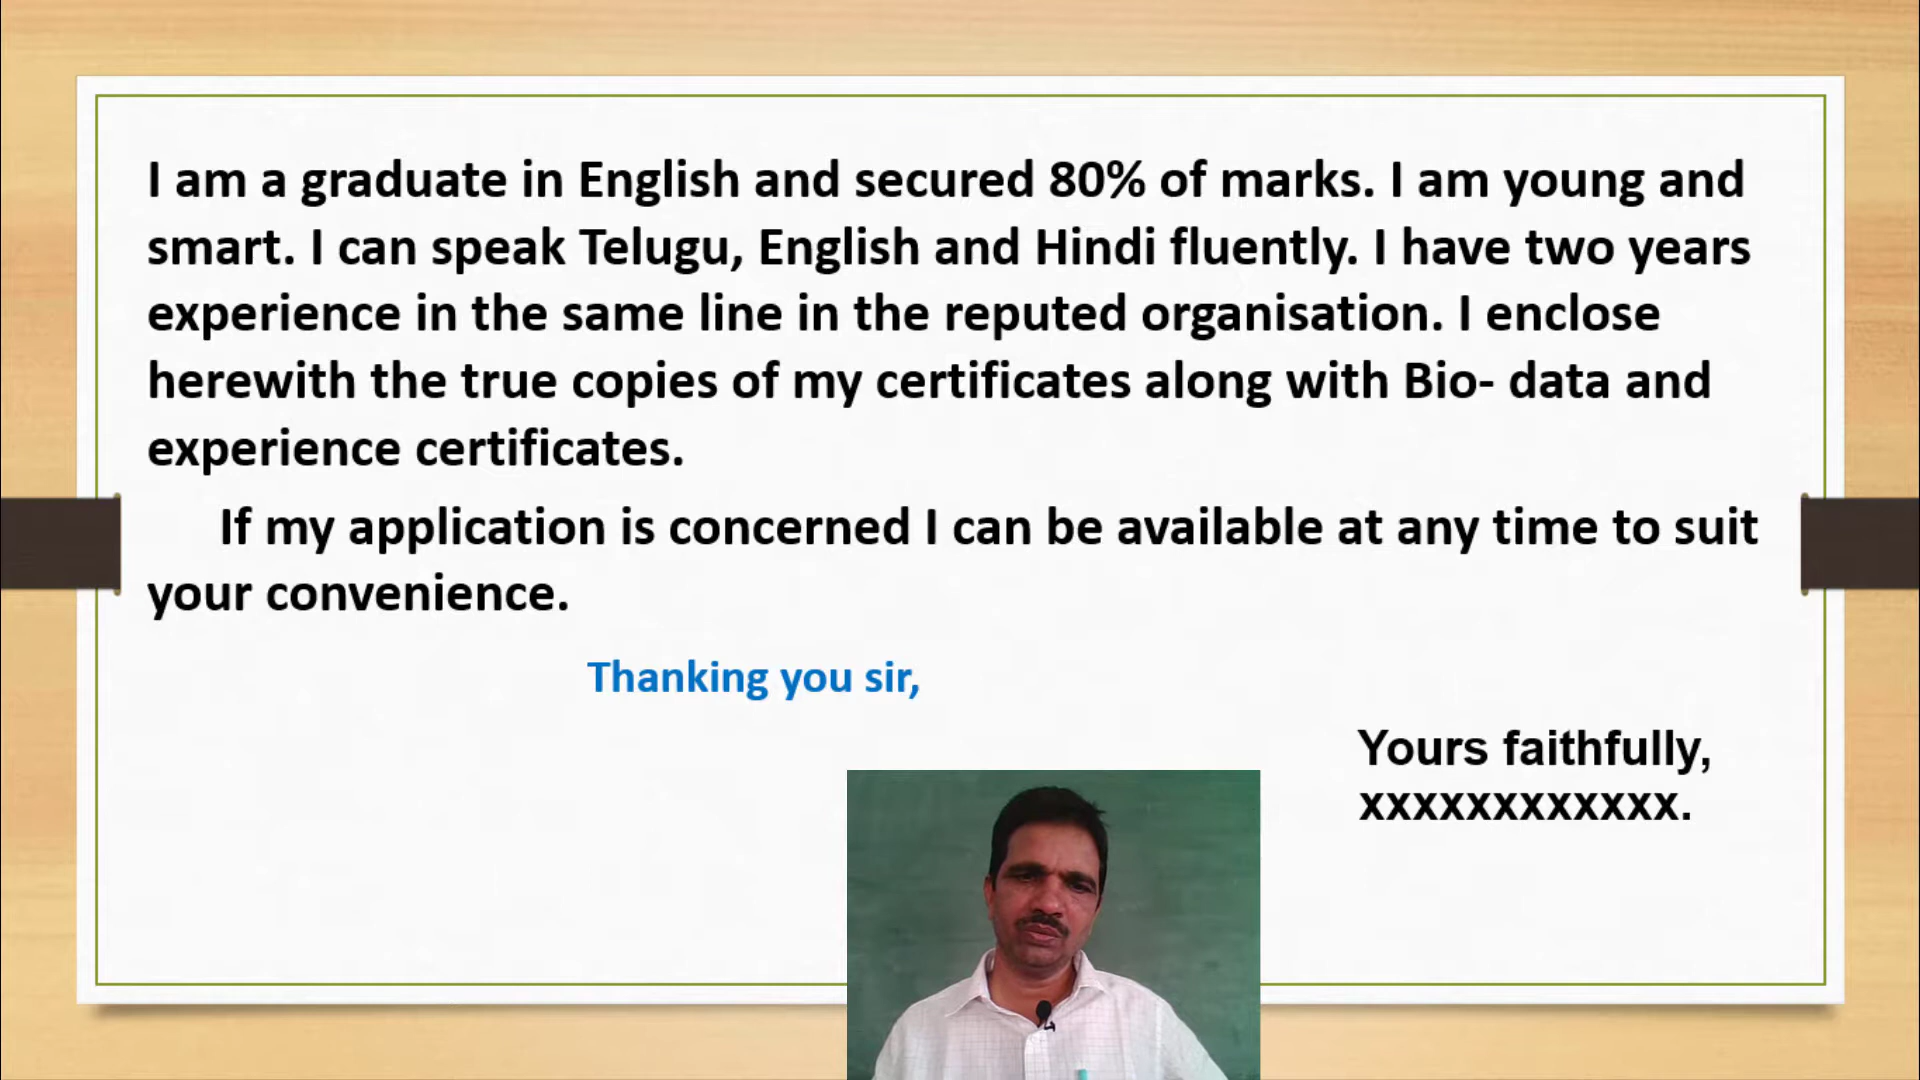 I am a graduate in English and secured 80% of marks. I am young and
smart. I can speak Telugu, English and Hindi fluently. I have two years
experience in the same line in the reputed organisation. I enclose
herewith the true copies of my certificates along with Bio- data and
experience certificates.
If my application is concerned I can be available at any time to suit
your convenience.
Thanking you sir,
Yours faithfully,
xxxxxxxxxxxx.